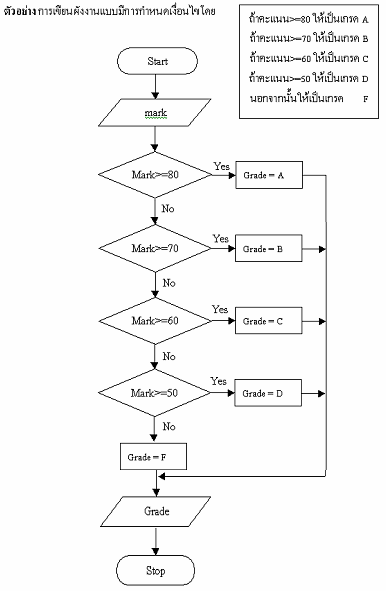 ตัวอย่าง การเขียนผังงานแบบมีการกำหนดเงื่อนไขโดย
ถ้าคะแนน>=80 ให้เป็นเกรด A
ถ้าคะแนน>=70 ให้เป็นเกรด B
ถ้าคะแนน>=60 ให้เป็นเกรด C
ถ้าคะแนน>=50 ให้เป็นเกรด D
นอกจากนั้นให้เป็นเกรด F
Start
mark
Mark>=80
Yes
Grade = A
No
Mark>=70
Yes
Grade = B
No
Mark>=60
Yes
Grade = C
No
Mark>=50
Yes
Grade = D
No
Grade = F
Grade
Stop